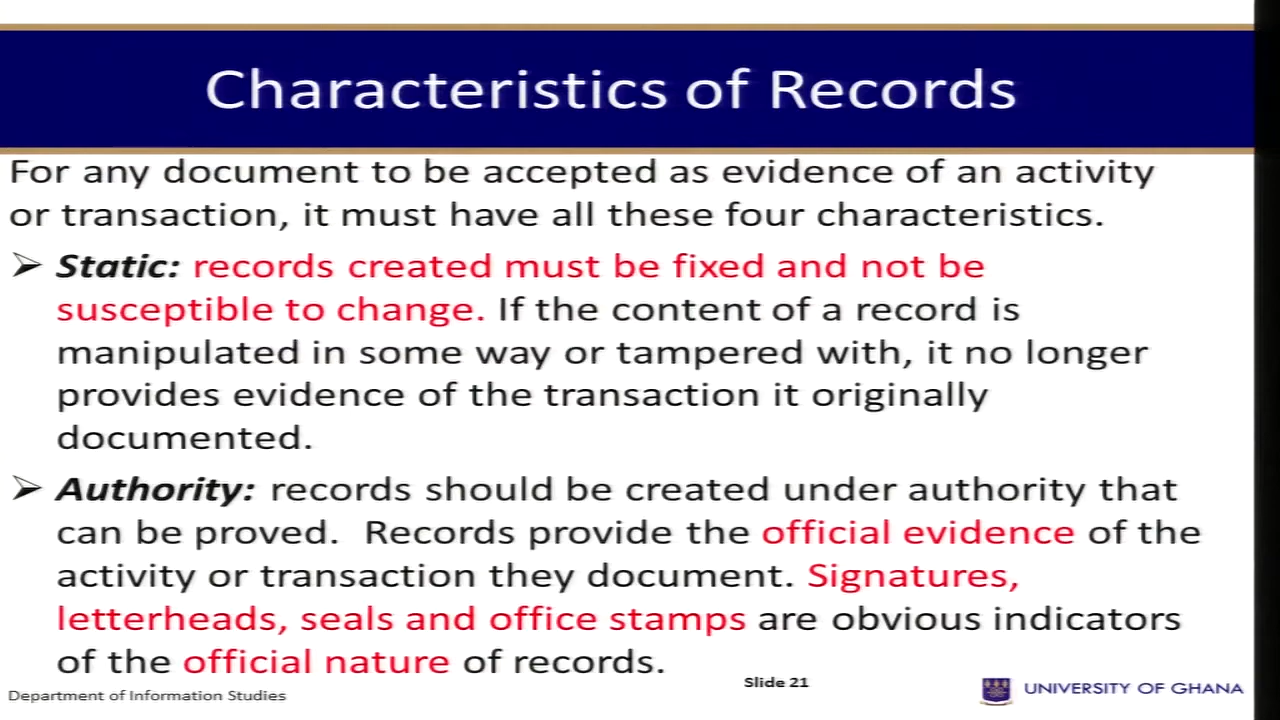 Characteristics of Records
For any document to be accepted as evidence of an activity
or transaction, it must have all these four characteristics.
➢ Static: records created must be fixed and not be
susceptible to change. If the content of a record is
manipulated in some way or tampered with, it no longer
provides evidence of the transaction it originally
documented.
➢ Authority: records should be created under authority that
can be proved. Records provide the official evidence of the
activity or transaction they document. Signatures,
letterheads, seals and office stamps are obvious indicators
of the official nature of records.
Department of Information Studies
Slide 21
UNIVERSITY OF GHANA